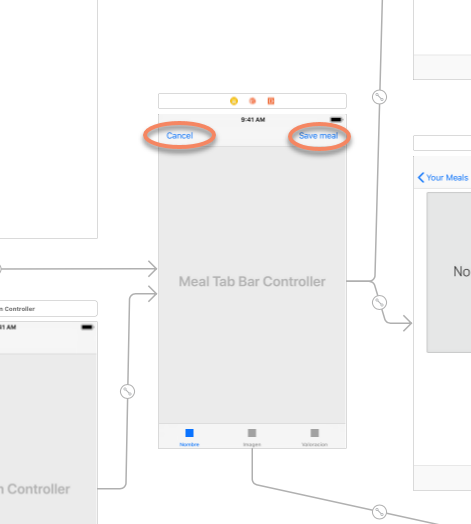 9:41 AM
Cancel
Save meal
Your Meals
No
Meal Tab Bar Controller
n Controller
41 AM
Nombre
Imagen
Valoracion
n Controller